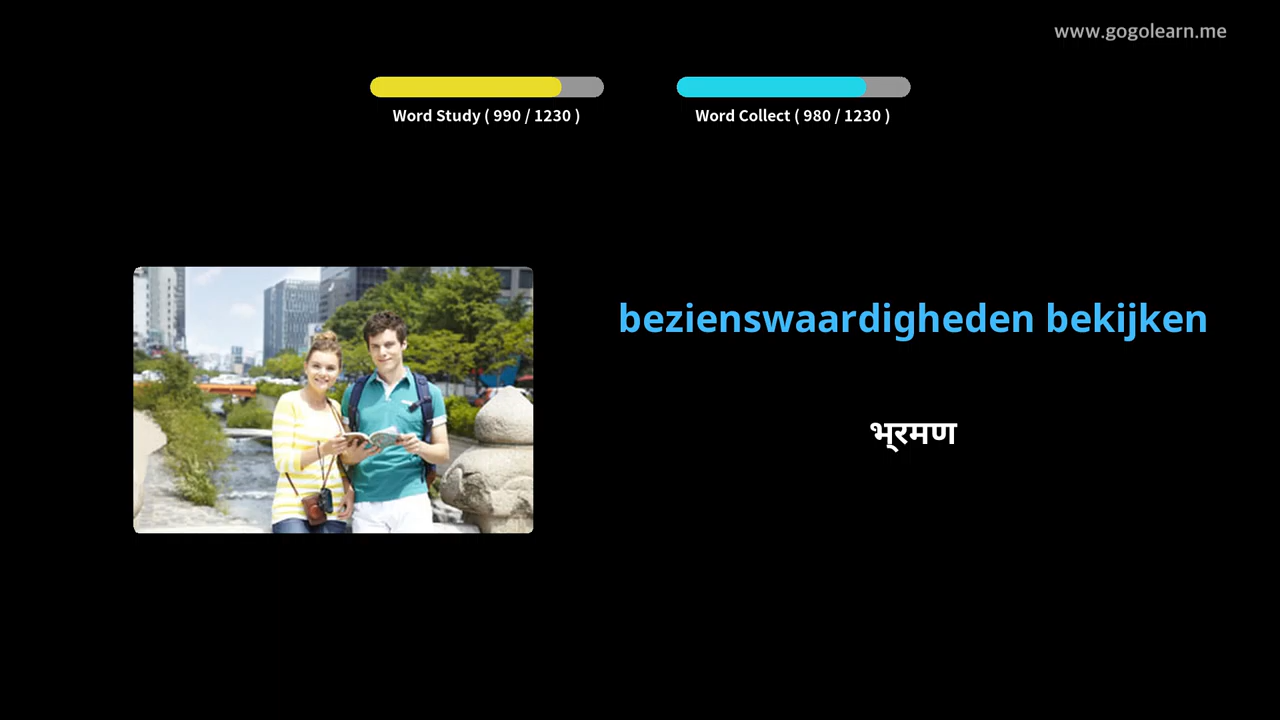 www.gogolearn.me
Word Study ( 990 / 1230 )
Word Collect ( 980 / 1230 )
bezienswaardigheden bekijken
भ्रमण